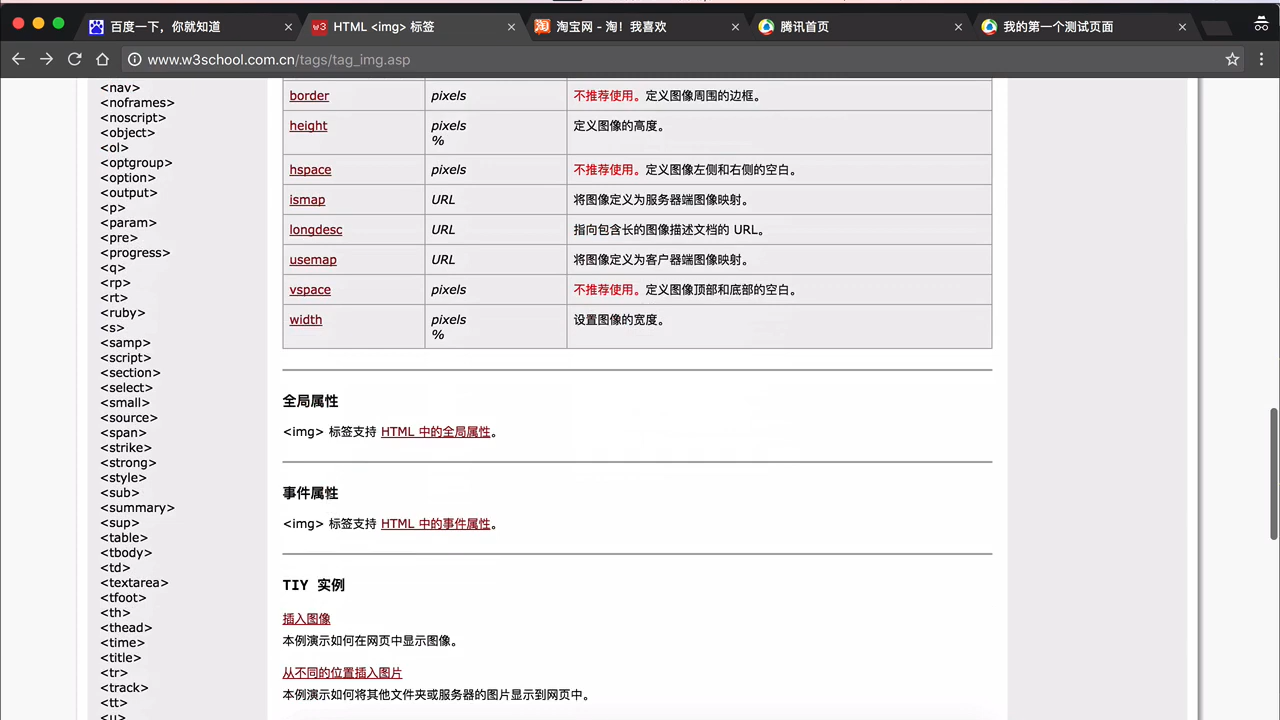 百度一下，你就知道
HTML <img> 标签
淘宝网 - 淘！我喜欢
腾讯首页
我的第一个测试页面
www.w3school.com.cn/tags/tag_img.asp
<nav>
<noframes>
<noscript>
<object>
<ol>
<optgroup>
<option>
<output>
<p>
<param>
<pre>
<progress>
<q>
<rp>
<rt>
<ruby>
<s>
<samp>
<script>
<section>
<select>
<small>
<source>
<span>
<strike>
<strong>
<style>
<sub>
<summary>
<sup>
<table>
<tbody>
<td>
<textarea>
<tfoot>
<th>
<thead>
<time>
<title>
<tr>
<track>
<tt>
border pixels 不推荐使用。定义图像周围的边框。
height pixels 定义图像的高度。
%
hspace pixels 不推荐使用。定义图像左侧和右侧的空白。
ismap URL 将图像定义为服务器端图像映射。
longdesc URL 指向包含长的图像描述文档的 URL。
usemap URL 将图像定义为客户器端图像映射。
vspace pixels 不推荐使用。定义图像顶部和底部的空白。
width pixels 设置图像的宽度。
%
全局属性
<img> 标签支持 HTML 中的全局属性。
事件属性
<img> 标签支持 HTML 中的事件属性。
TIY 实例
插入图像
本例演示如何在网页中显示图像。
从不同的位置插入图片
本例演示如何将其他文件夹或服务器的图片显示到网页中。